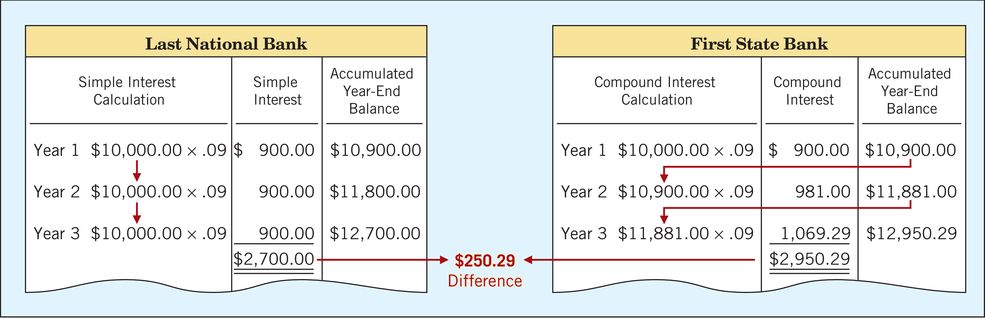 Last National Bank
Simple Interest
Calculation
Simple
Interest
Accumulated
Year-End
Balance
Year 1 $10,000.00 × .09 $ 900.00 $10,900.00
Year 2 $10,000.00 × .09 900.00 $11,800.00
Year 3 $10,000.00 × .09 900.00 $12,700.00
$2,700.00
$250.29
Difference
First State Bank
Compound Interest
Calculation
Compound
Interest
Accumulated
Year-End
Balance
Year 1 $10,000.00 × .09 $ 900.00 $10,900.00
Year 2 $10,900.00 × .09 981.00 $11,881.00
Year 3 $11,881.00 × .09 1,069.29 $12,950.29
$2,950.29